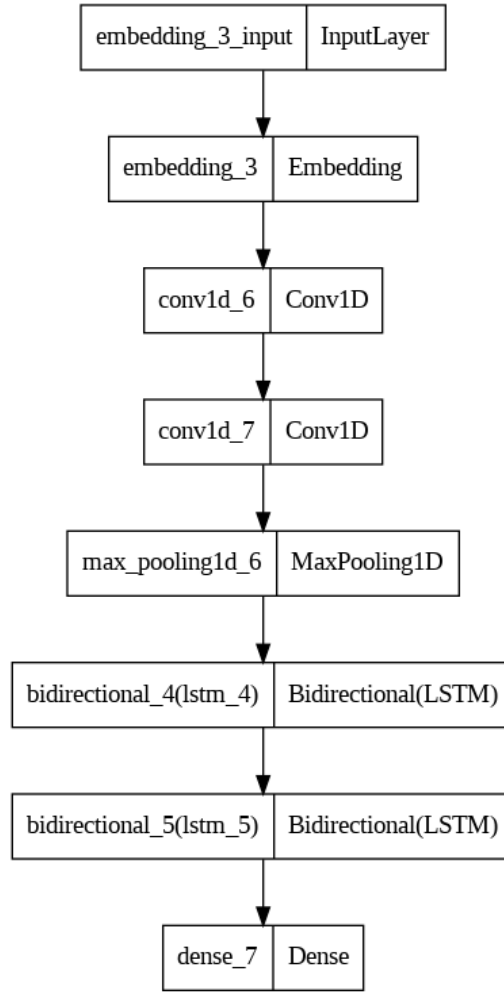 embedding_3_input InputLayer
embedding_3 Embedding
conv1d_6 Conv1D
conv1d_7 Conv1D
max_pooling1d_6 MaxPooling1D
bidirectional_4(lstm_4) Bidirectional(LSTM)
bidirectional_5(lstm_5) Bidirectional(LSTM)
dense_7 Dense